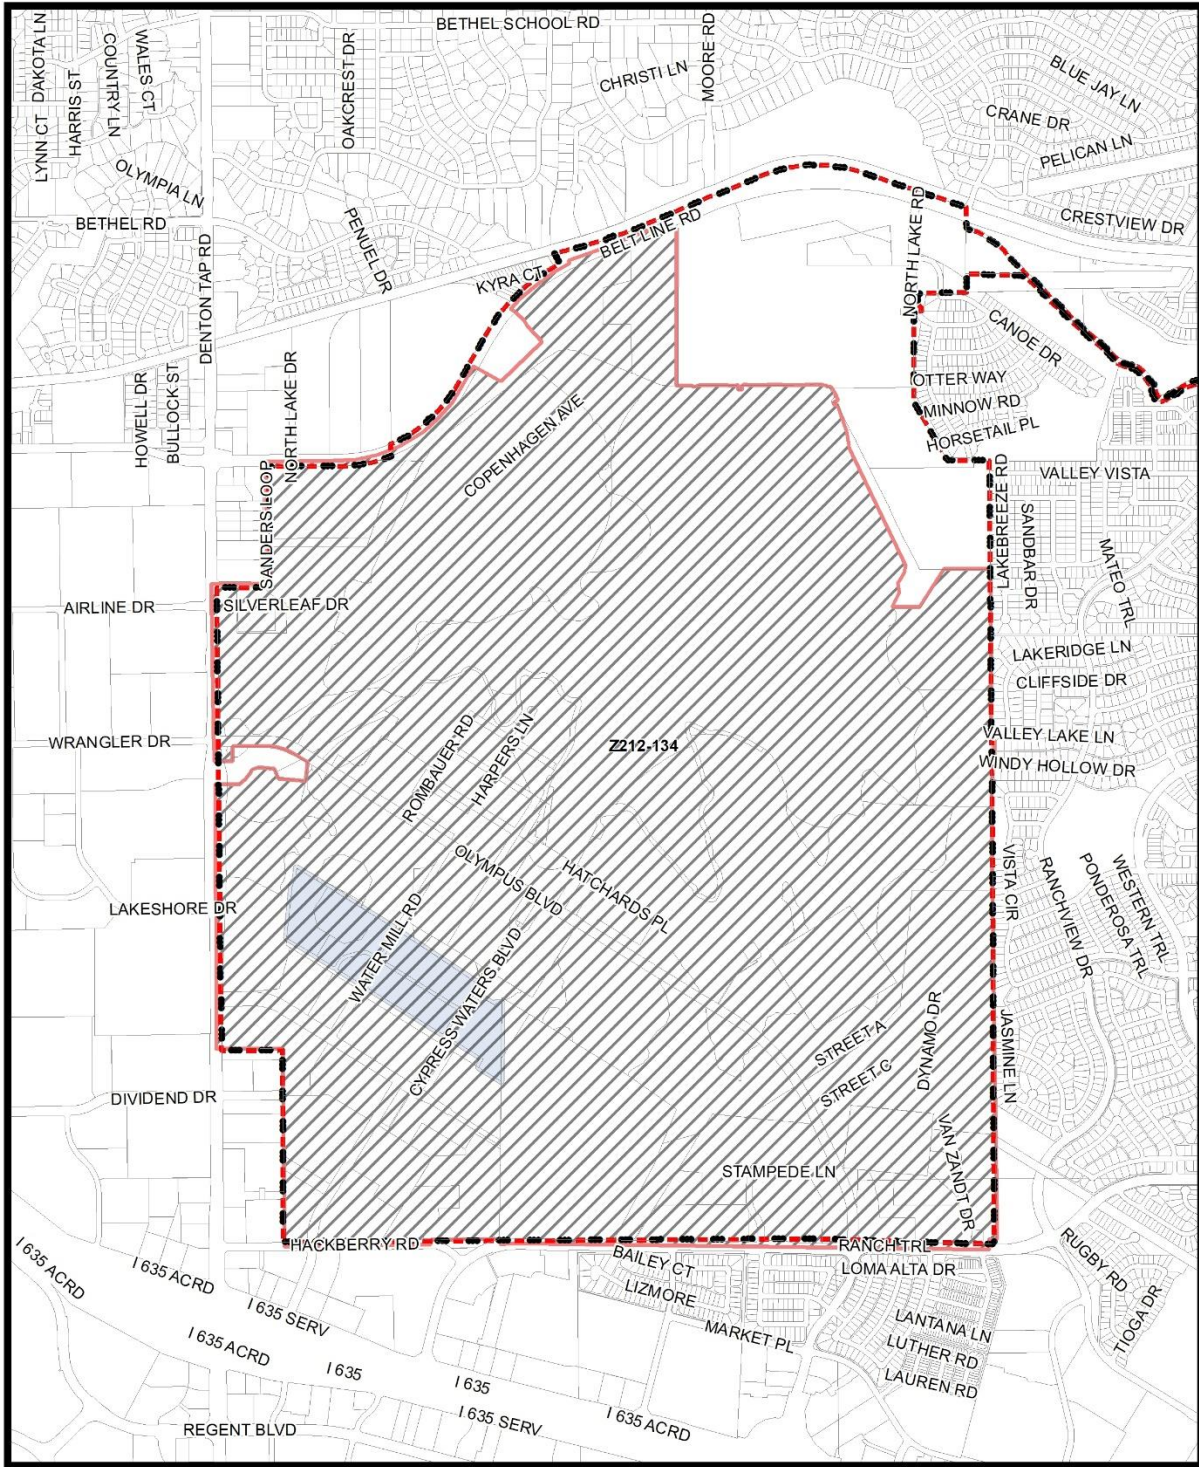 BETHEL SCHOOL RD
DAKOTA LN
LYNN CT
HARRIS ST
COUNTRY LN
WALES CT
OAKCREST DR
MOORE RD
CHRISTI LN
BLUE JAY LN
CRANE DR
PELICAN LN
OLYMPIA LN
BETHEL RD
PENUEL DR
CRESTVIEW DR
DENTON TAP RD
BELT LINE RD
NORTH LAKE RD
KYRA CT
CANOE DR
HOWELL DR
BULLOCK ST
NORTH LAKE DR
OTTER WAY
MINNOW RD
HORSETAIL PL
COPENHAGEN AVE
VALLEY VISTA
SANDERS LOOP
LAKEBREEZE RD
SANDBAR DR
MATEO TRL
AIRLINE DR
SILVERLEAF DR
LAKERIDGE LN
CLIFFSIDE DR
WRANGLER DR
ROMBAUER RD
HARPERS LN
Z212-134
VALLEY LAKE LN
WINDY HOLLOW DR
OLYMPUS BLVD
HATCHARDS PL
VISTA CIR
RANCHVIEW DR
PONDEROSA TRL
WESTERN TRL
LAKESHORE DR
WATER MILL RD
CYPRESS WATERS BLVD
STREET A
STREET C
DYNAMO DR
JASMINE LN
DIVIDEND DR
VAN ZANDT DR
STAMPEDE LN
HACKBERRY RD
RANCH TRL
BAILEY CT
LOMA ALTA DR
RUGBY RD
I 635 ACRD
I 635 ACRD
I 635 SERV
LIZMORE
TIOGA DR
MARKET PL
LANTANA LN
LUTHER RD
LAUREN RD
I 635 ACRD
I 635
I 635
I 635 SERV
I 635 ACRD
REGENT BLVD